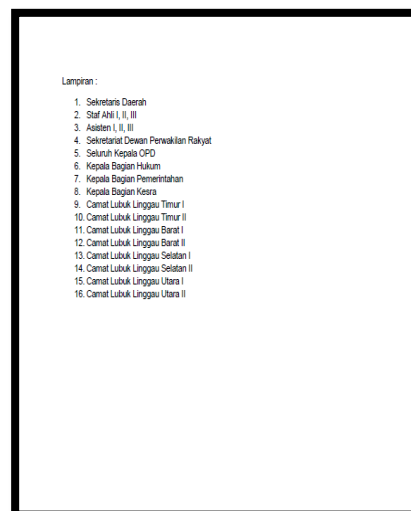 Lampiran :
1. Sekretaris Daerah
2. Staf Ahli I, II, III
3. Asisten I, II, III
4. Sekretariat Dewan Perwakilan Rakyat
5. Seluruh Kepala OPD
6. Kepala Bagian Hukum
7. Kepala Bagian Pemerintahan
8. Kepala Bagian Kesra
9. Camat Lubuk Linggau Timur I
10. Camat Lubuk Linggau Timur II
11. Camat Lubuk Linggau Barat I
12. Camat Lubuk Linggau Barat II
13. Camat Lubuk Linggau Selatan I
14. Camat Lubuk Linggau Selatan II
15. Camat Lubuk Linggau Utara I
16. Camat Lubuk Linggau Utara II